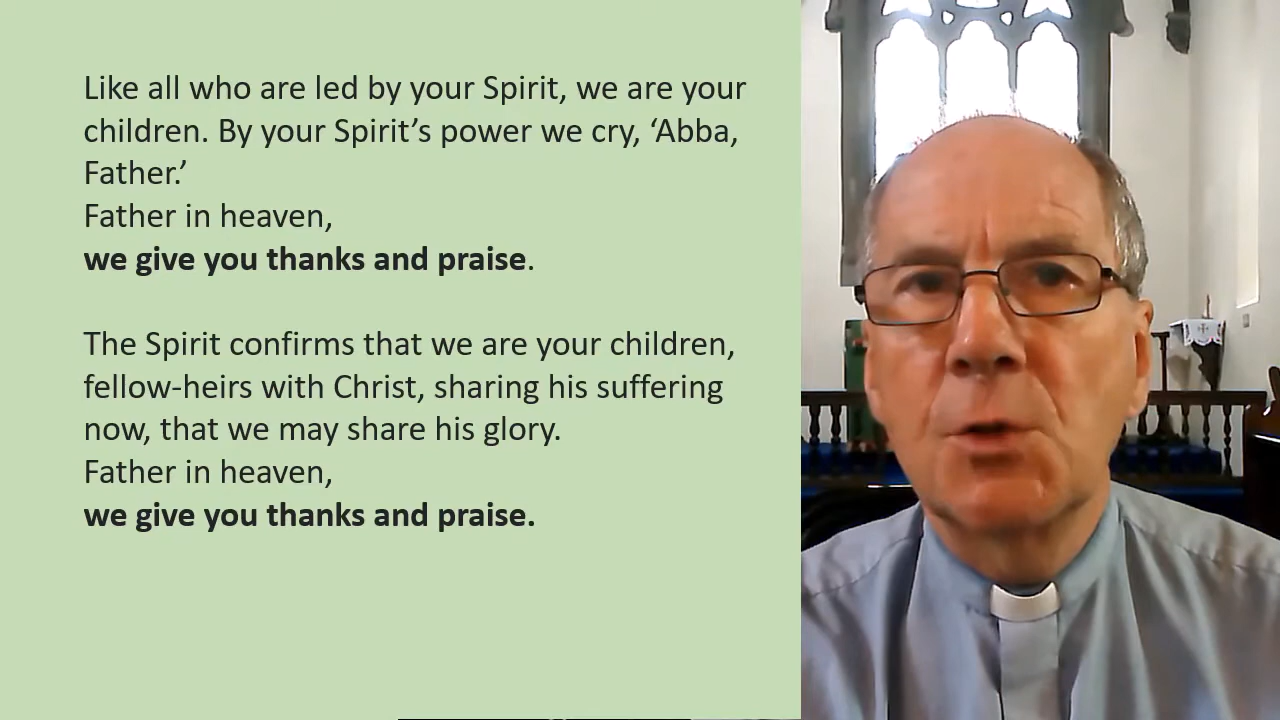 Like all who are led by your Spirit, we are your
children. By your Spirit’s power we cry, ‘Abba,
Father.’
Father in heaven,
we give you thanks and praise.
The Spirit confirms that we are your children,
fellow-heirs with Christ, sharing his suffering
now, that we may share his glory.
Father in heaven,
we give you thanks and praise.